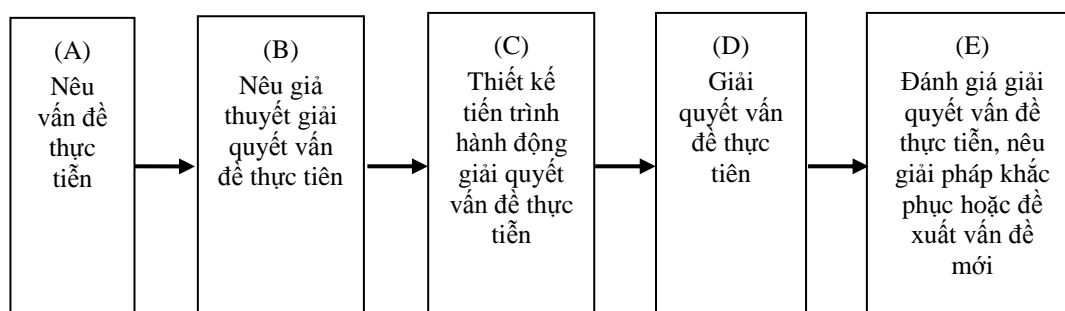 (A)
Nêu
vấn đề
thực
tiễn
(B)
Nêu giả
thuyết giải
quyết vấn
đề thực tiên
(C)
Thiết kế
tiến trình
hành động
giải quyết
vấn đề thực
tiễn
(D)
Giải
quyết vấn
đề thực
tiên
(E)
Đánh giá giải
quyết vấn đề
thực tiễn, nêu
giải pháp khắc
phục hoặc đề
xuất vấn đề
mới